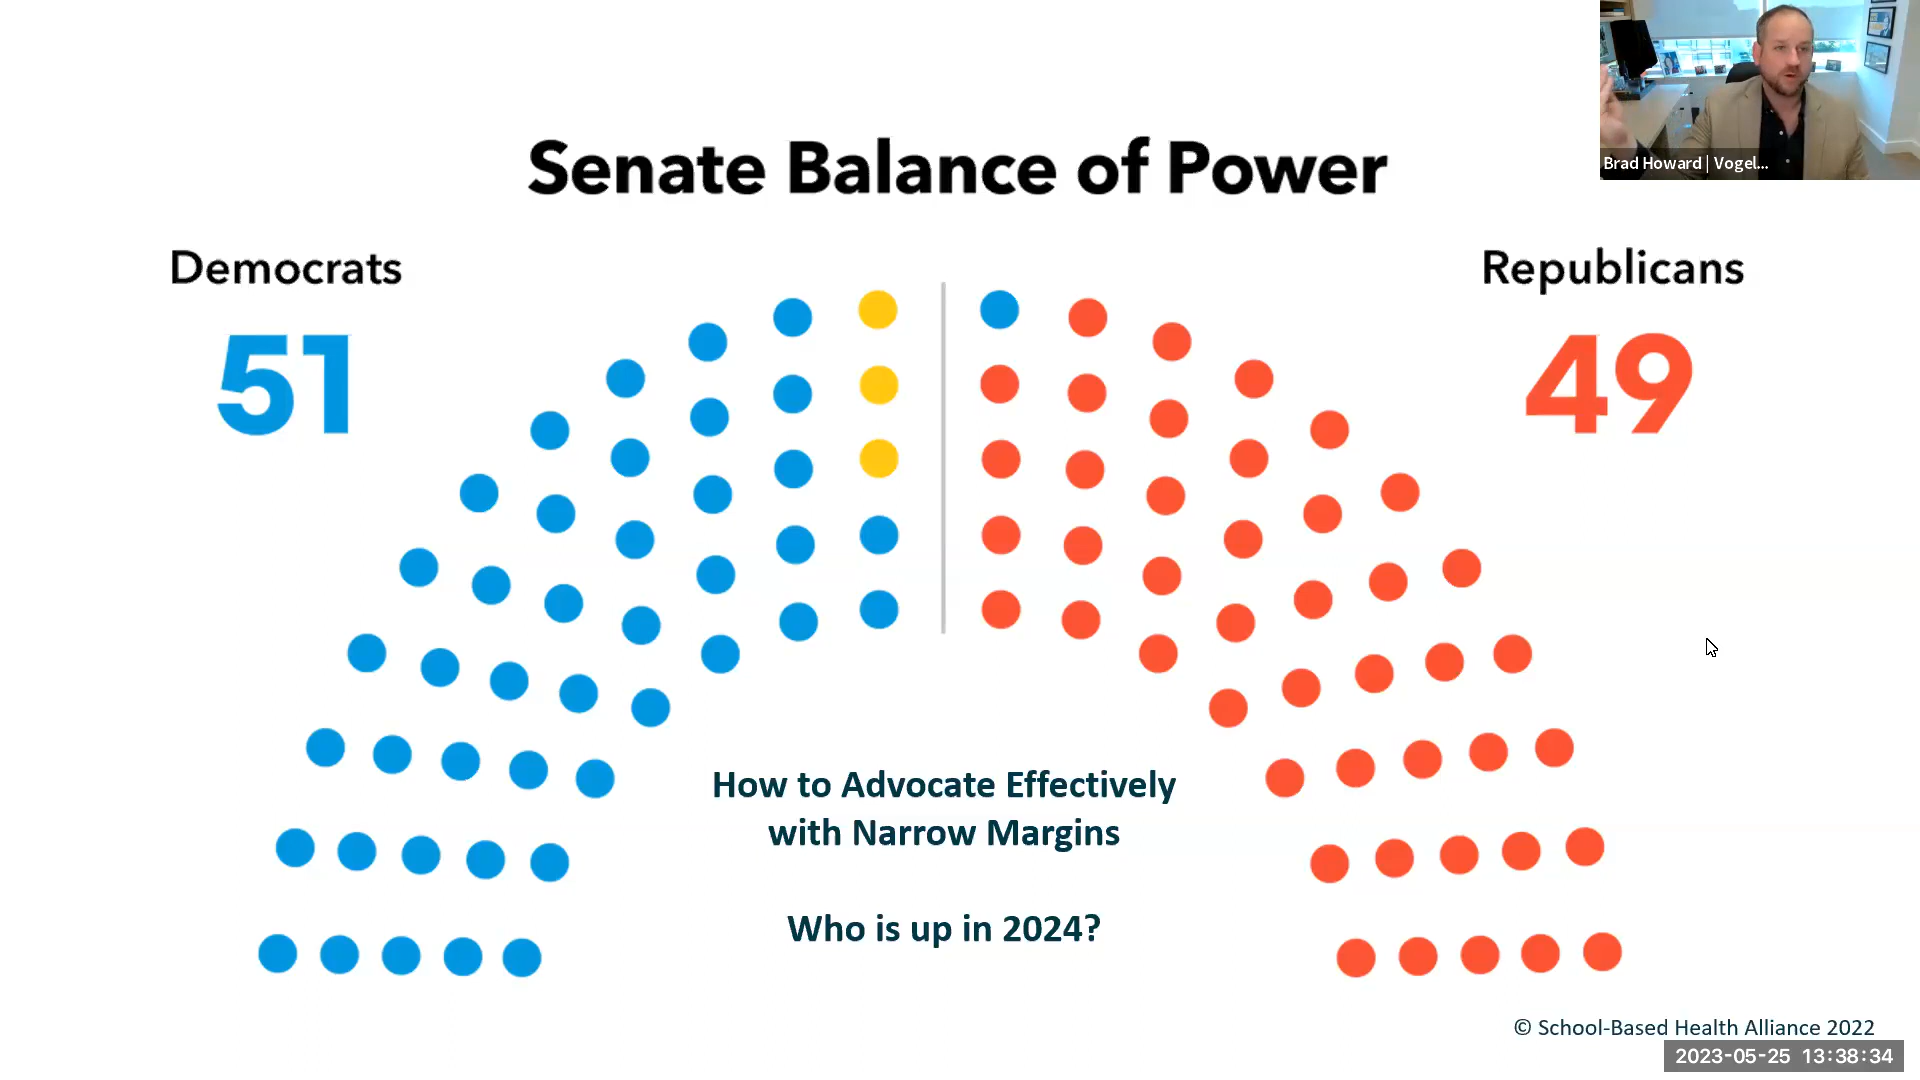 Brad Howard | Vogel...
Senate Balance of Power
Democrats
51
Republicans
49
How to Advocate Effectively
with Narrow Margins
Who is up in 2024?
© School-Based Health Alliance 2022
2023-05-25 13:38:34